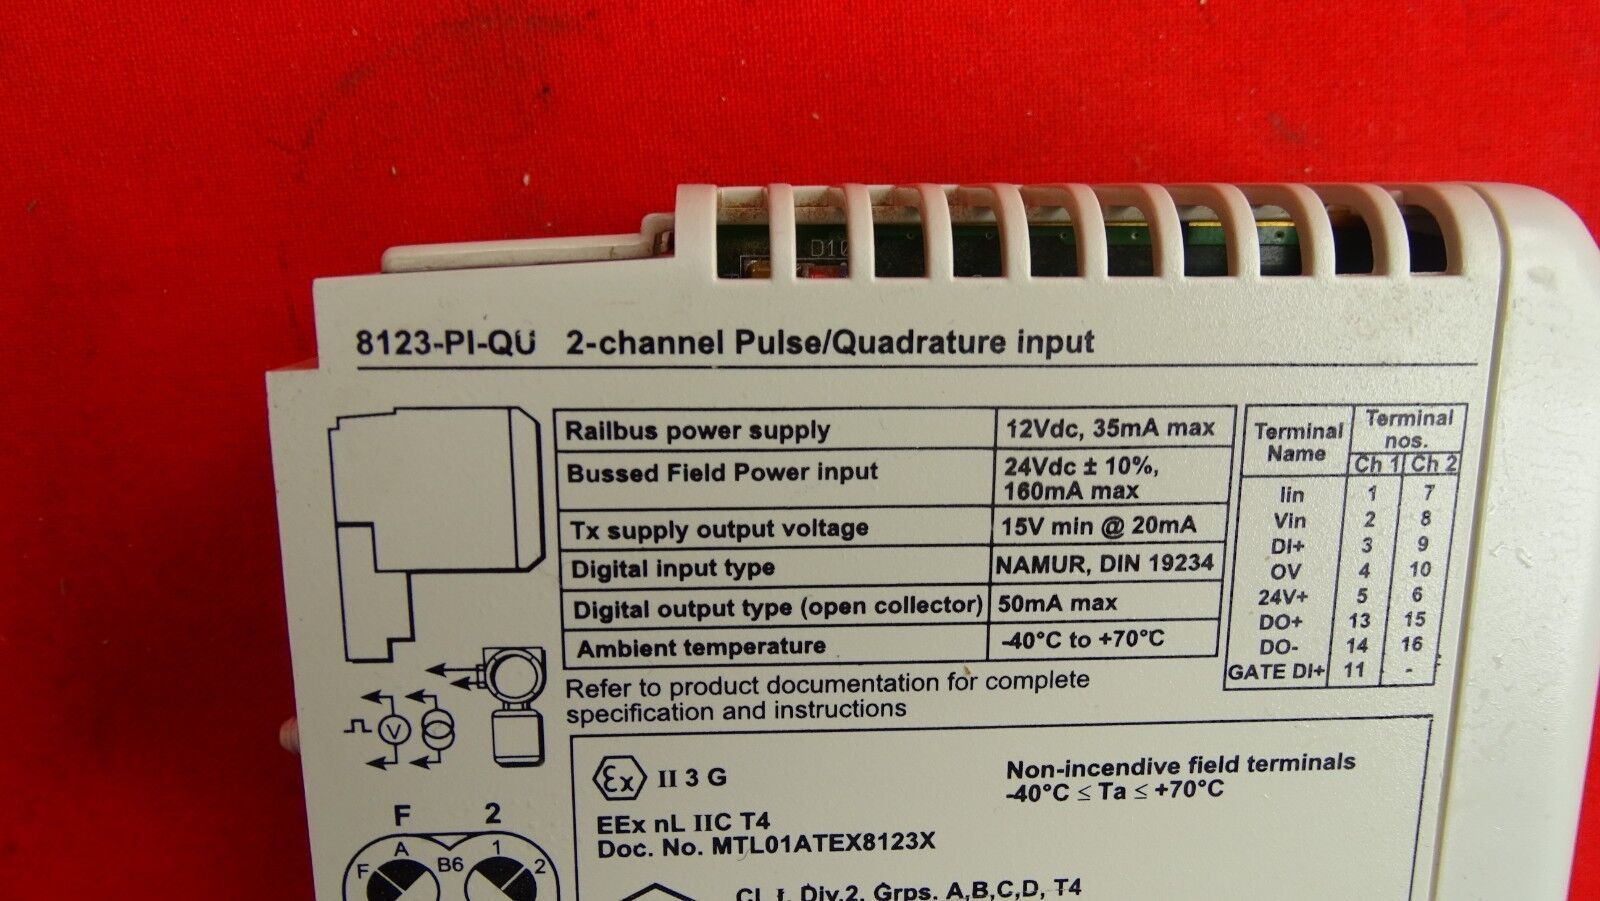 D10
8123-PI-QU 2-channel Pulse/Quadrature input
Railbus power supply 12Vdc, 35mA max
Bussed Field Power input 24Vdc ± 10%, 160mA max
Tx supply output voltage 15V min @ 20mA
Digital input type NAMUR, DIN 19234
Digital output type (open collector) 50mA max
Ambient temperature -40°C to +70°C
Terminal Name Terminal nos.
Ch 1 Ch 2
Iin 1 7
Vin 2 8
DI+ 3 9
OV 4 10
24V+ 5 6
DO+ 13 15
DO- 14 16
GATE DI+ 11 -
Refer to product documentation for complete
specification and instructions
V
Ex II 3 G
Non-incendive field terminals
-40°C ≤ Ta ≤ +70°C
EEx nL IIC T4
Doc. No. MTL01ATEX8123X
CI. I, Div.2, Grps. A,B,C,D, T4
F 2
F A B6 1 2